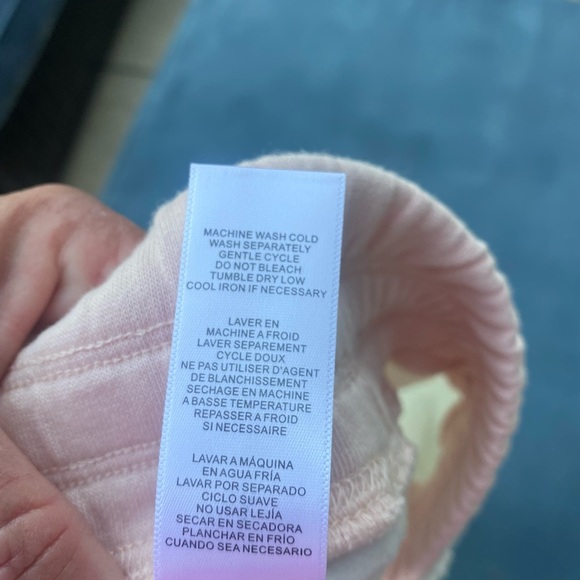 MACHINE WASH COLD
WASH SEPARATELY
GENTLE CYCLE
DO NOT BLEACH
TUMBLE DRY LOW
COOL IRON IF NECESSARY
LAVER EN
MACHINE A FROID
LAVER SEPAREMENT
CYCLE DOUX
NE PAS UTILISER D'AGENT
DE BLANCHISSEMENT
SECHAGE EN MACHINE
A BASSE TEMPERATURE
REPASSER A FROID
SI NECESSAIRE
LAVAR A MÁQUINA
EN AGUA FRÍA
LAVAR POR SEPARADO
CICLO SUAVE
NO USAR LEJÍA
SECAR EN SECADORA
PLANCHAR EN FRÍO
CUANDO SEA NECESARIO